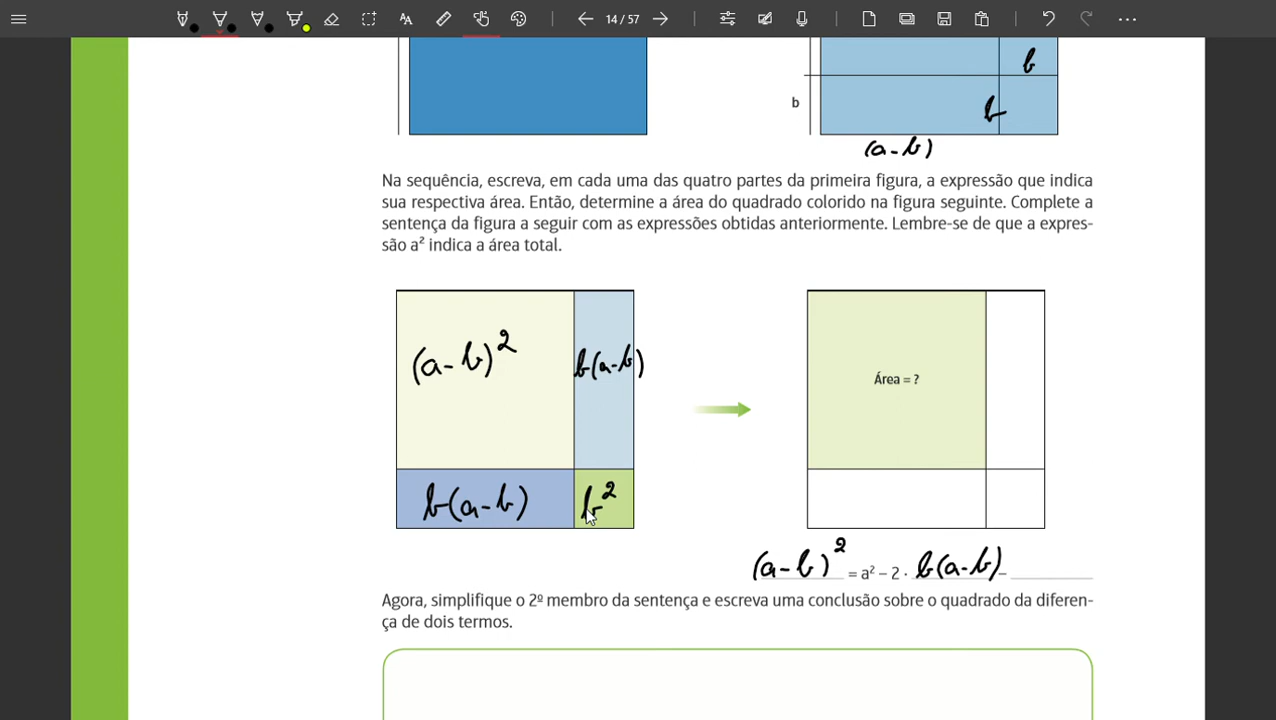 14 / 57
b
b
b
(a-b)
Na sequência, escreva, em cada uma das quatro partes da primeira figura, a expressão que indica
sua respectiva área. Então, determine a área do quadrado colorido na figura seguinte. Complete a
sentença da figura a seguir com as expressões obtidas anteriormente. Lembre-se de que a expres-
são a² indica a área total.
(a-b)²
b(a-b)
Área = ?
b(a-b)
b²
(a-b)² = a² – 2 · b(a-b) –
Agora, simplifique o 2º membro da sentença e escreva uma conclusão sobre o quadrado da diferen-
ça de dois termos.